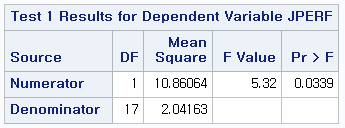 Test 1 Results for Dependent Variable JPERF
Source DF Mean Square F Value Pr > F
Numerator 1 10.86064 5.32 0.0339
Denominator 17 2.04163